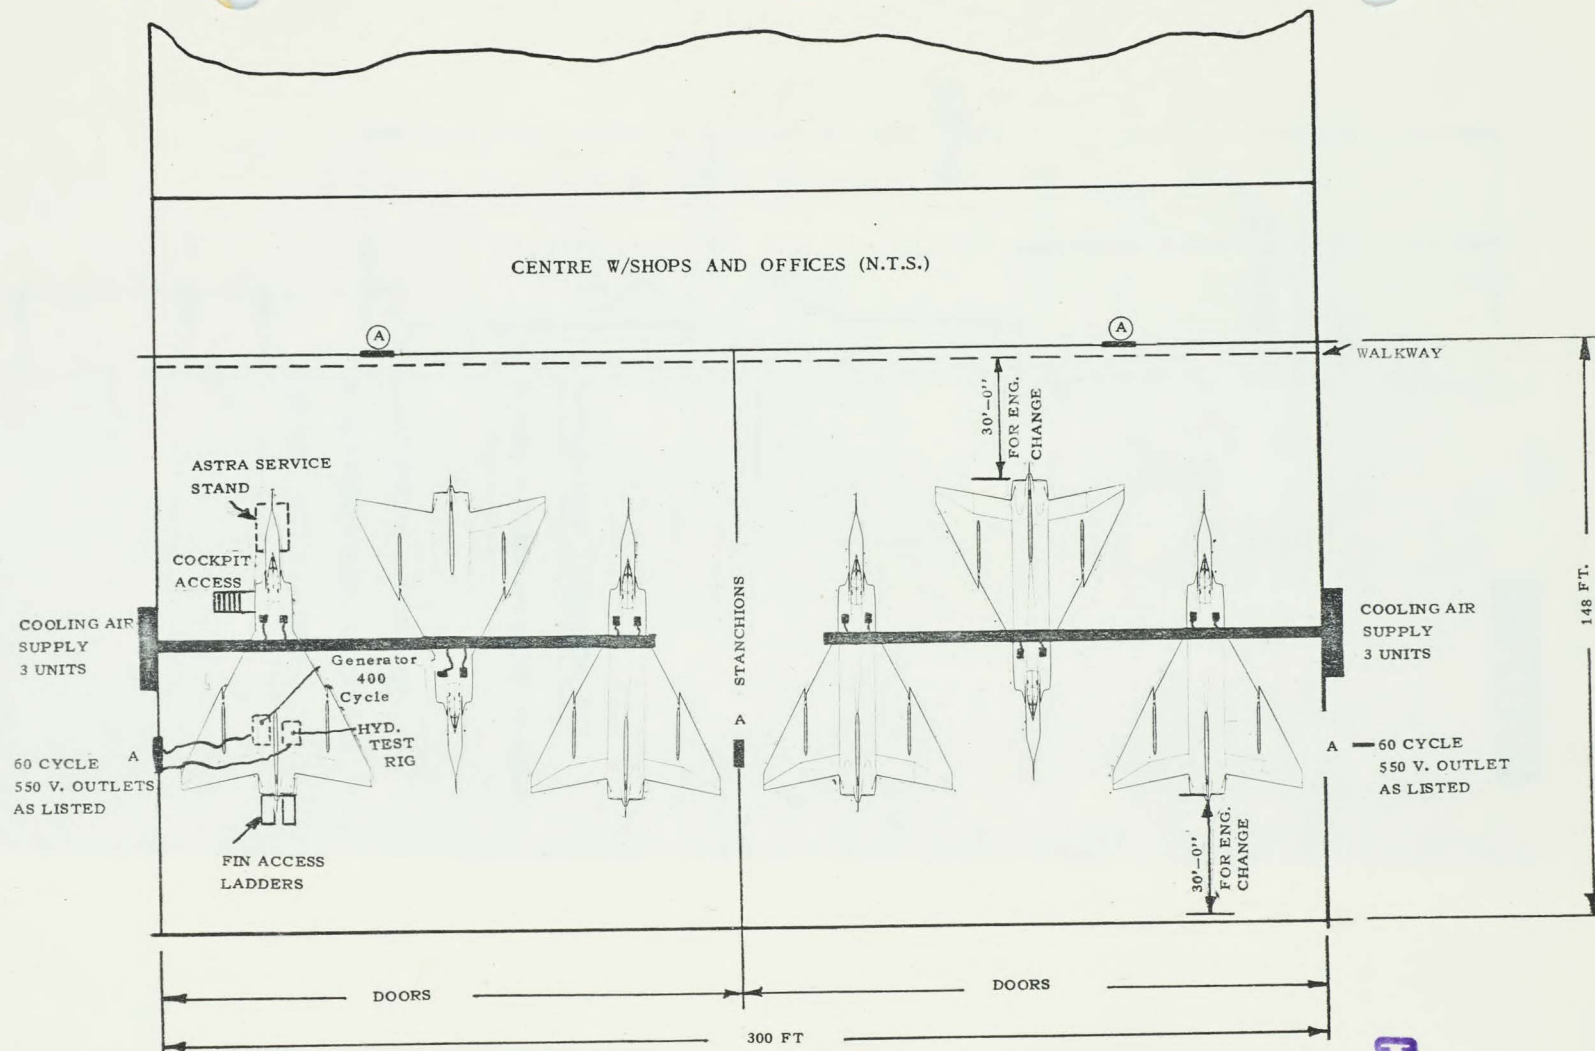 CENTRE W/SHOPS AND OFFICES (N.T.S.)
A
A
WALKWAY
30'-0"
FOR ENG.
CHANGE
ASTRA SERVICE
STAND
COCKPIT
ACCESS
COOLING AIR
SUPPLY
3 UNITS
Generator
400
Cycle
HYD.
TEST
RIG
A
60 CYCLE
550 V. OUTLETS
AS LISTED
FIN ACCESS
LADDERS
STANCHIONS
A
COOLING AIR
SUPPLY
3 UNITS
148 FT.
A
60 CYCLE
550 V. OUTLET
AS LISTED
30'-0"
FOR ENG.
CHANGE
DOORS
DOORS
300 FT